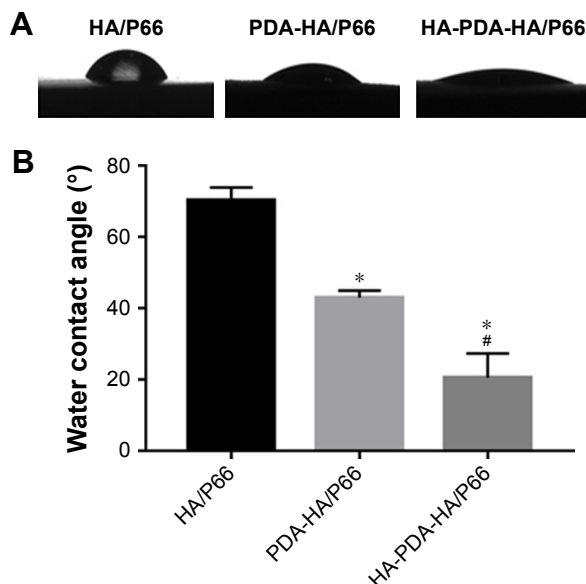 A
HA/P66
PDA-HA/P66
HA-PDA-HA/P66
B
Water contact angle (°)
80
60
40
20
0
*
*
#
HA/P66
PDA-HA/P66
HA-PDA-HA/P66